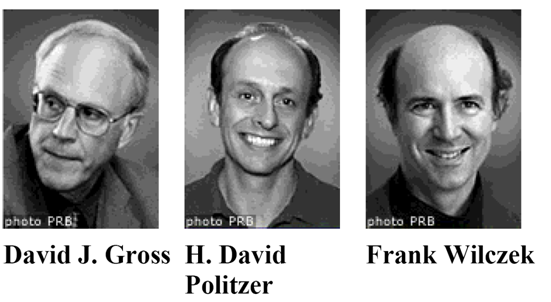 photo PRB
photo PRB
photo PRB
David J. Gross
H. David
Politzer
Frank Wilczek